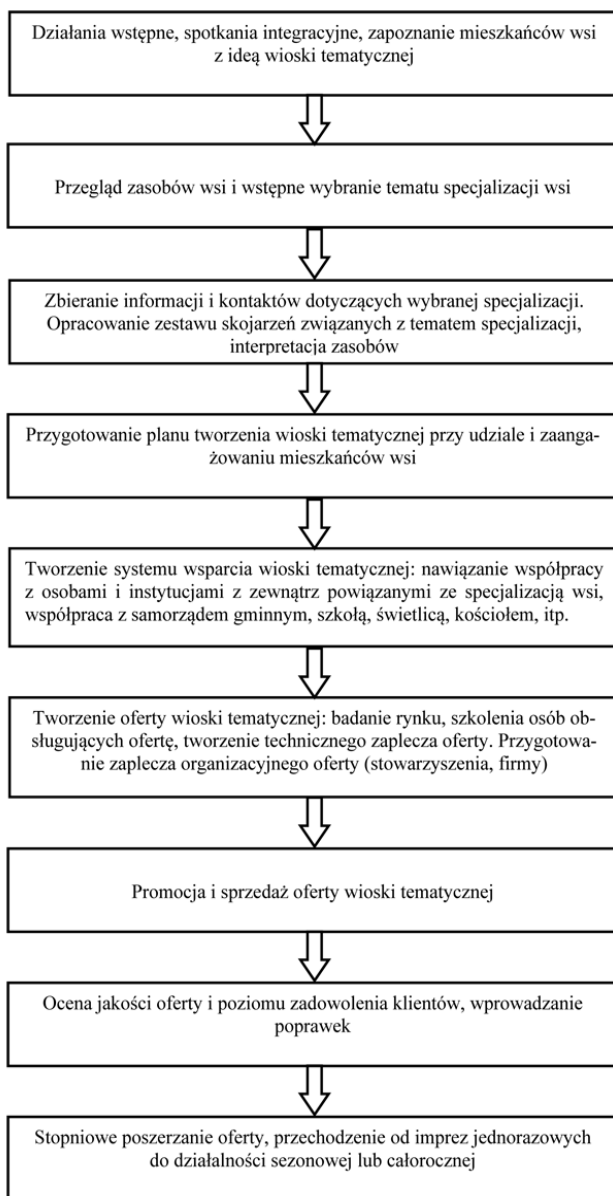 Działania wstępne, spotkania integracyjne, zapoznanie mieszkańców wsi
z ideą wioski tematycznej
Przegląd zasobów wsi i wstępne wybranie tematu specjalizacji wsi
Zbieranie informacji i kontaktów dotyczących wybranej specjalizacji.
Opracowanie zestawu skojarzeń związanych z tematem specjalizacji,
interpretacja zasobów
Przygotowanie planu tworzenia wioski tematycznej przy udziale i zaanga-
żowaniu mieszkańców wsi
Tworzenie systemu wsparcia wioski tematycznej: nawiązanie współpracy
z osobami i instytucjami z zewnątrz powiązanymi ze specjalizacją wsi,
współpraca z samorządem gminnym, szkołą, świetlicą, kościołem, itp.
Tworzenie oferty wioski tematycznej: badanie rynku, szkolenia osób ob-
sługujących ofertę, tworzenie technicznego zaplecza oferty. Przygotowa-
nie zaplecza organizacyjnego oferty (stowarzyszenia, firmy)
Promocja i sprzedaż oferty wioski tematycznej
Ocena jakości oferty i poziomu zadowolenia klientów, wprowadzanie
poprawek
Stopniowe poszerzanie oferty, przechodzenie od imprez jednorazowych
do działalności sezonowej lub całorocznej